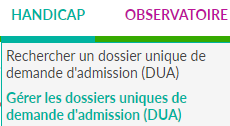 HANDICAP OBSERVATOIRE
Rechercher un dossier unique de
demande d'admission (DUA)
Gérer les dossiers uniques de
demande d'admission (DUA)